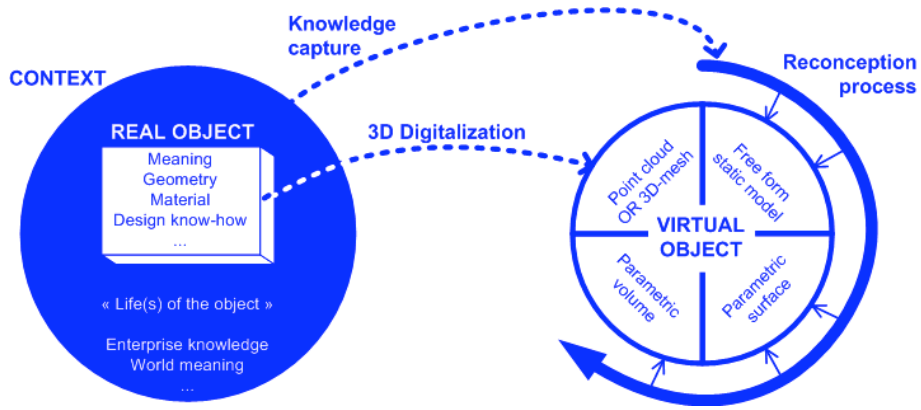 Knowledge
capture
CONTEXT
REAL OBJECT
Meaning
Geometry
Material
Design know-how
...
« Life(s) of the object »
Enterprise knowledge
World meaning
...
3D Digitalization
Reconception
process
Point cloud
OR 3D-mesh
Free form
static model
VIRTUAL
OBJECT
Parametric
volume
Parametric
surface